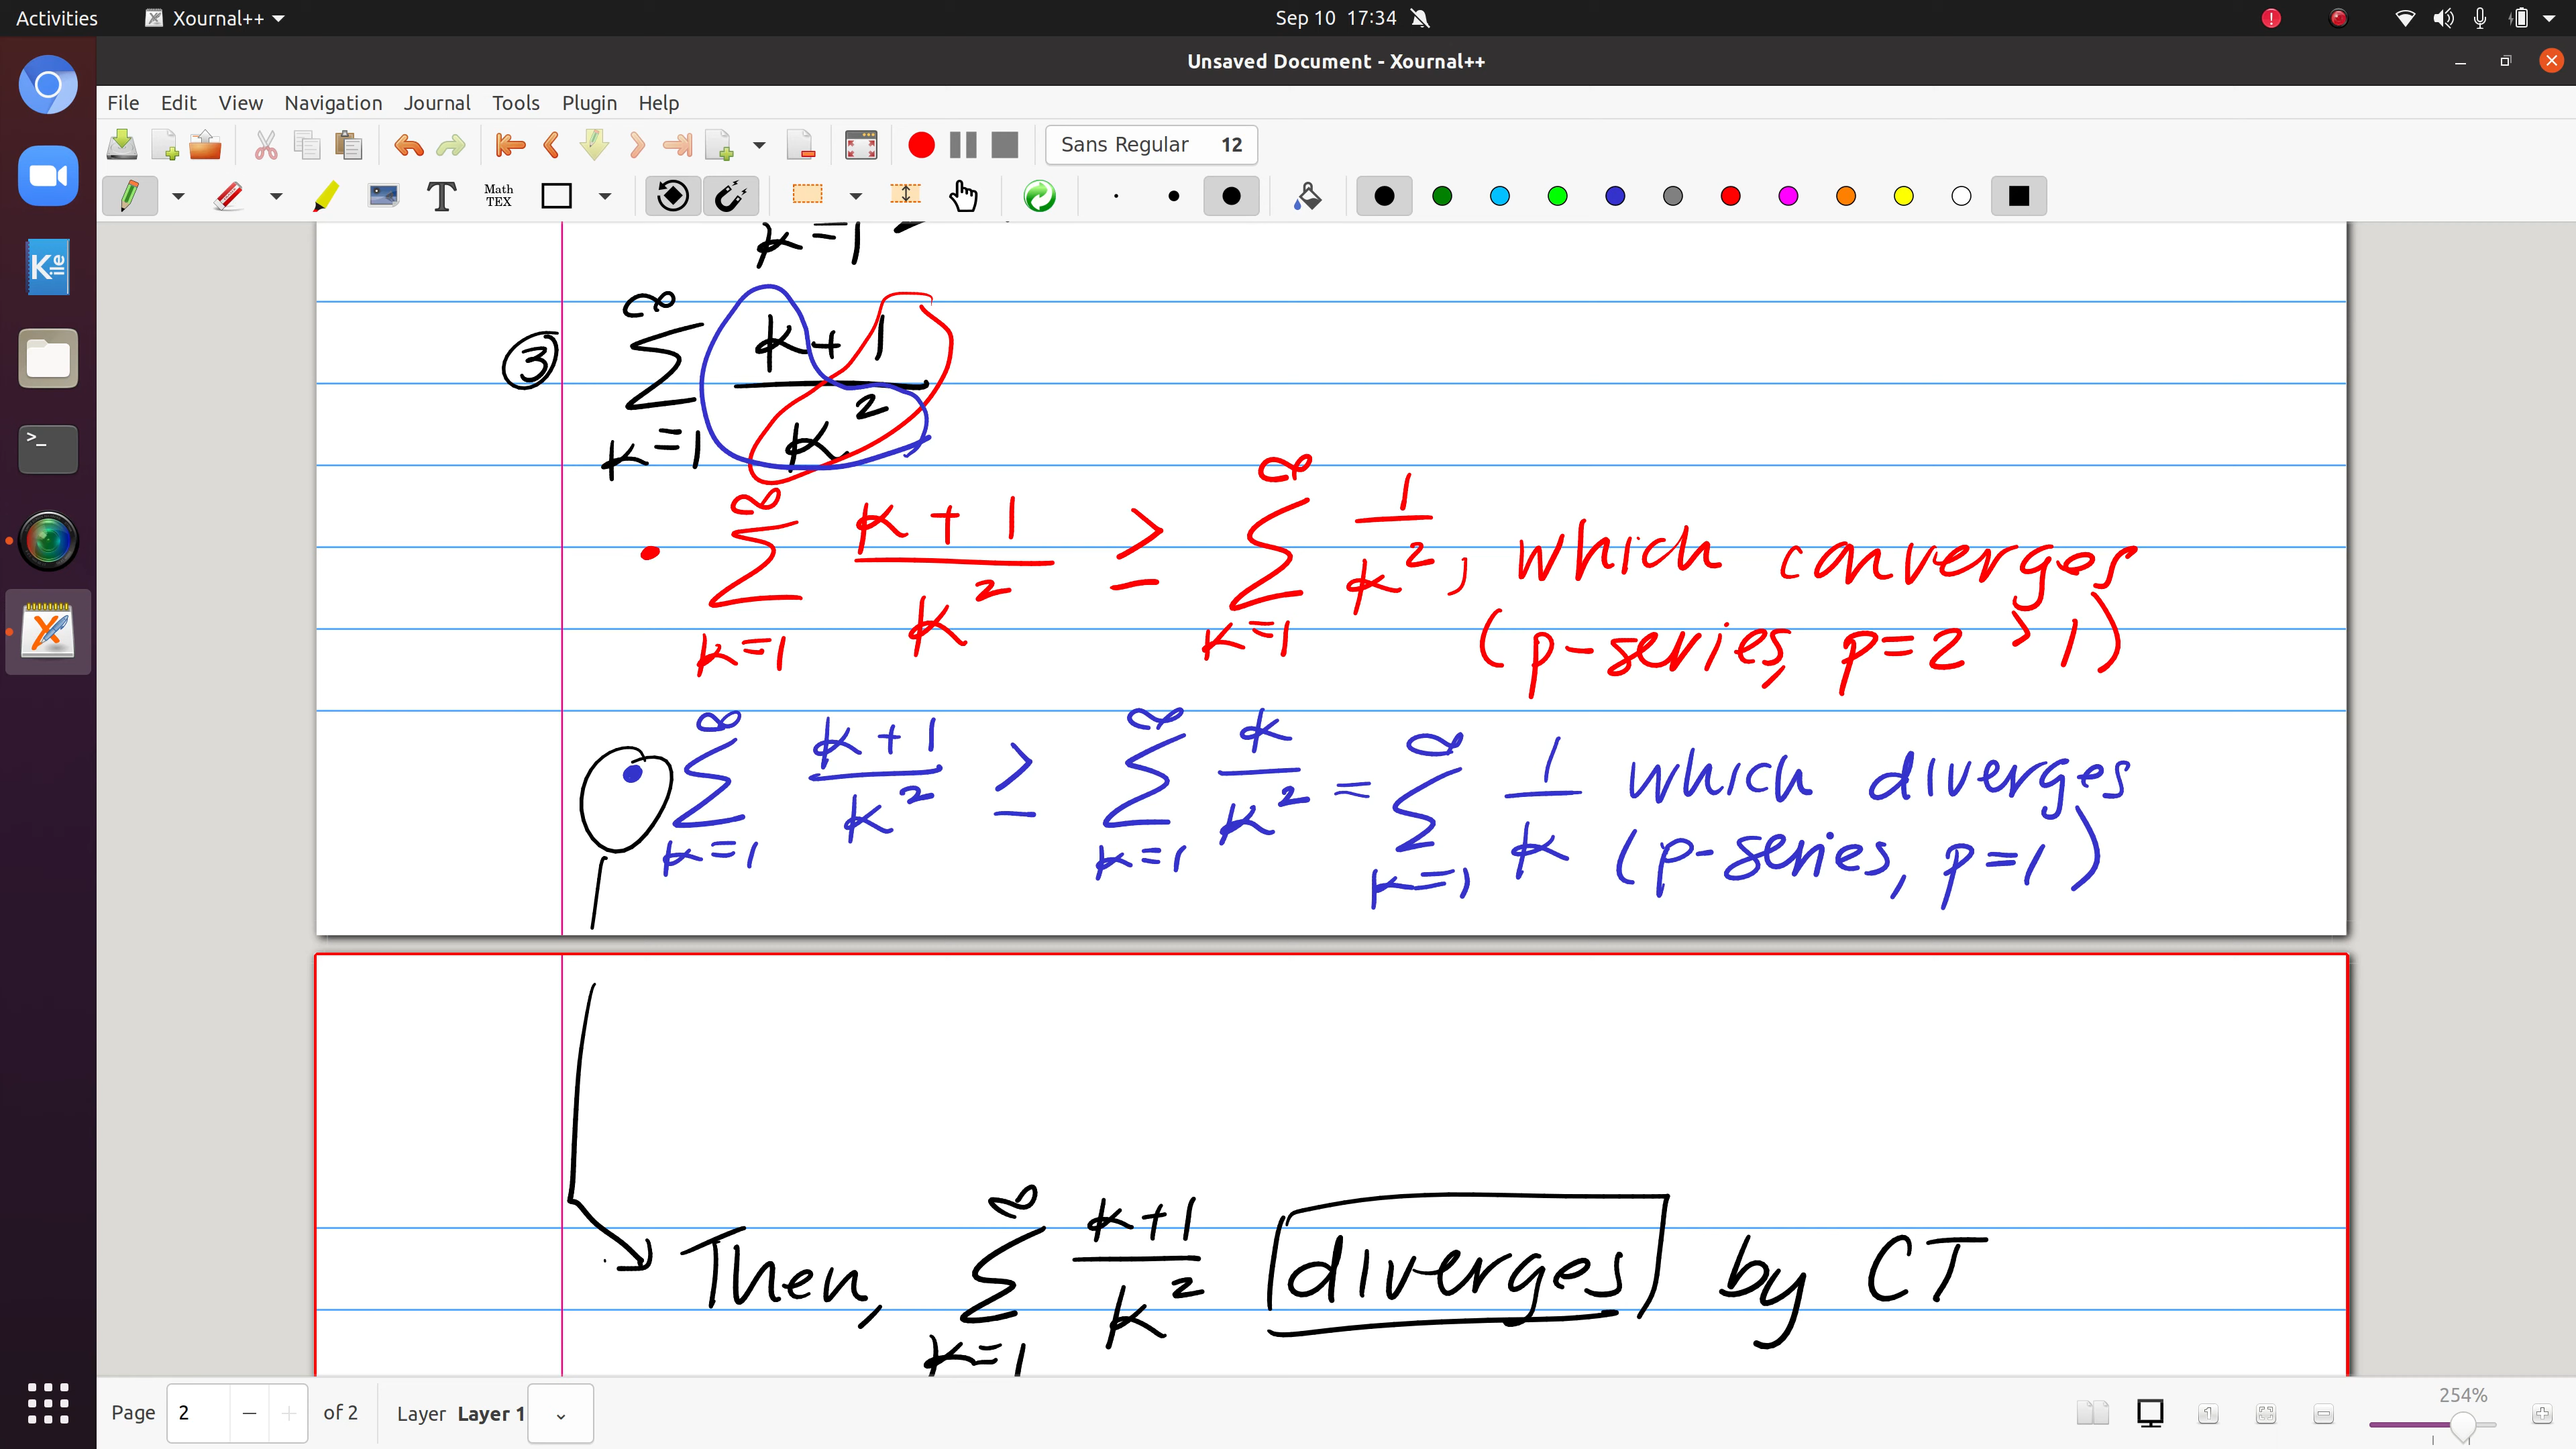 Activities Xournal++ Sep 10 17:34
Unsaved Document - Xournal++
File Edit View Navigation Journal Tools Plugin Help
Sans Regular 12
Math TEX
k=1
③ ∞ Σ k=1 (k+1)/k²
• ∞ Σ k=1 (k+1)/k² ≥ ∞ Σ k=1 1/k², which converges
(p-series, p=2 > 1)
• ∞ Σ k=1 (k+1)/k² ≥ ∞ Σ k=1 k/k² = ∞ Σ k=1 1/k which diverges
(p-series, p=1)
Then, ∞ Σ k=1 (k+1)/k² diverges by CT
Page 2 of 2 Layer Layer 1 254%